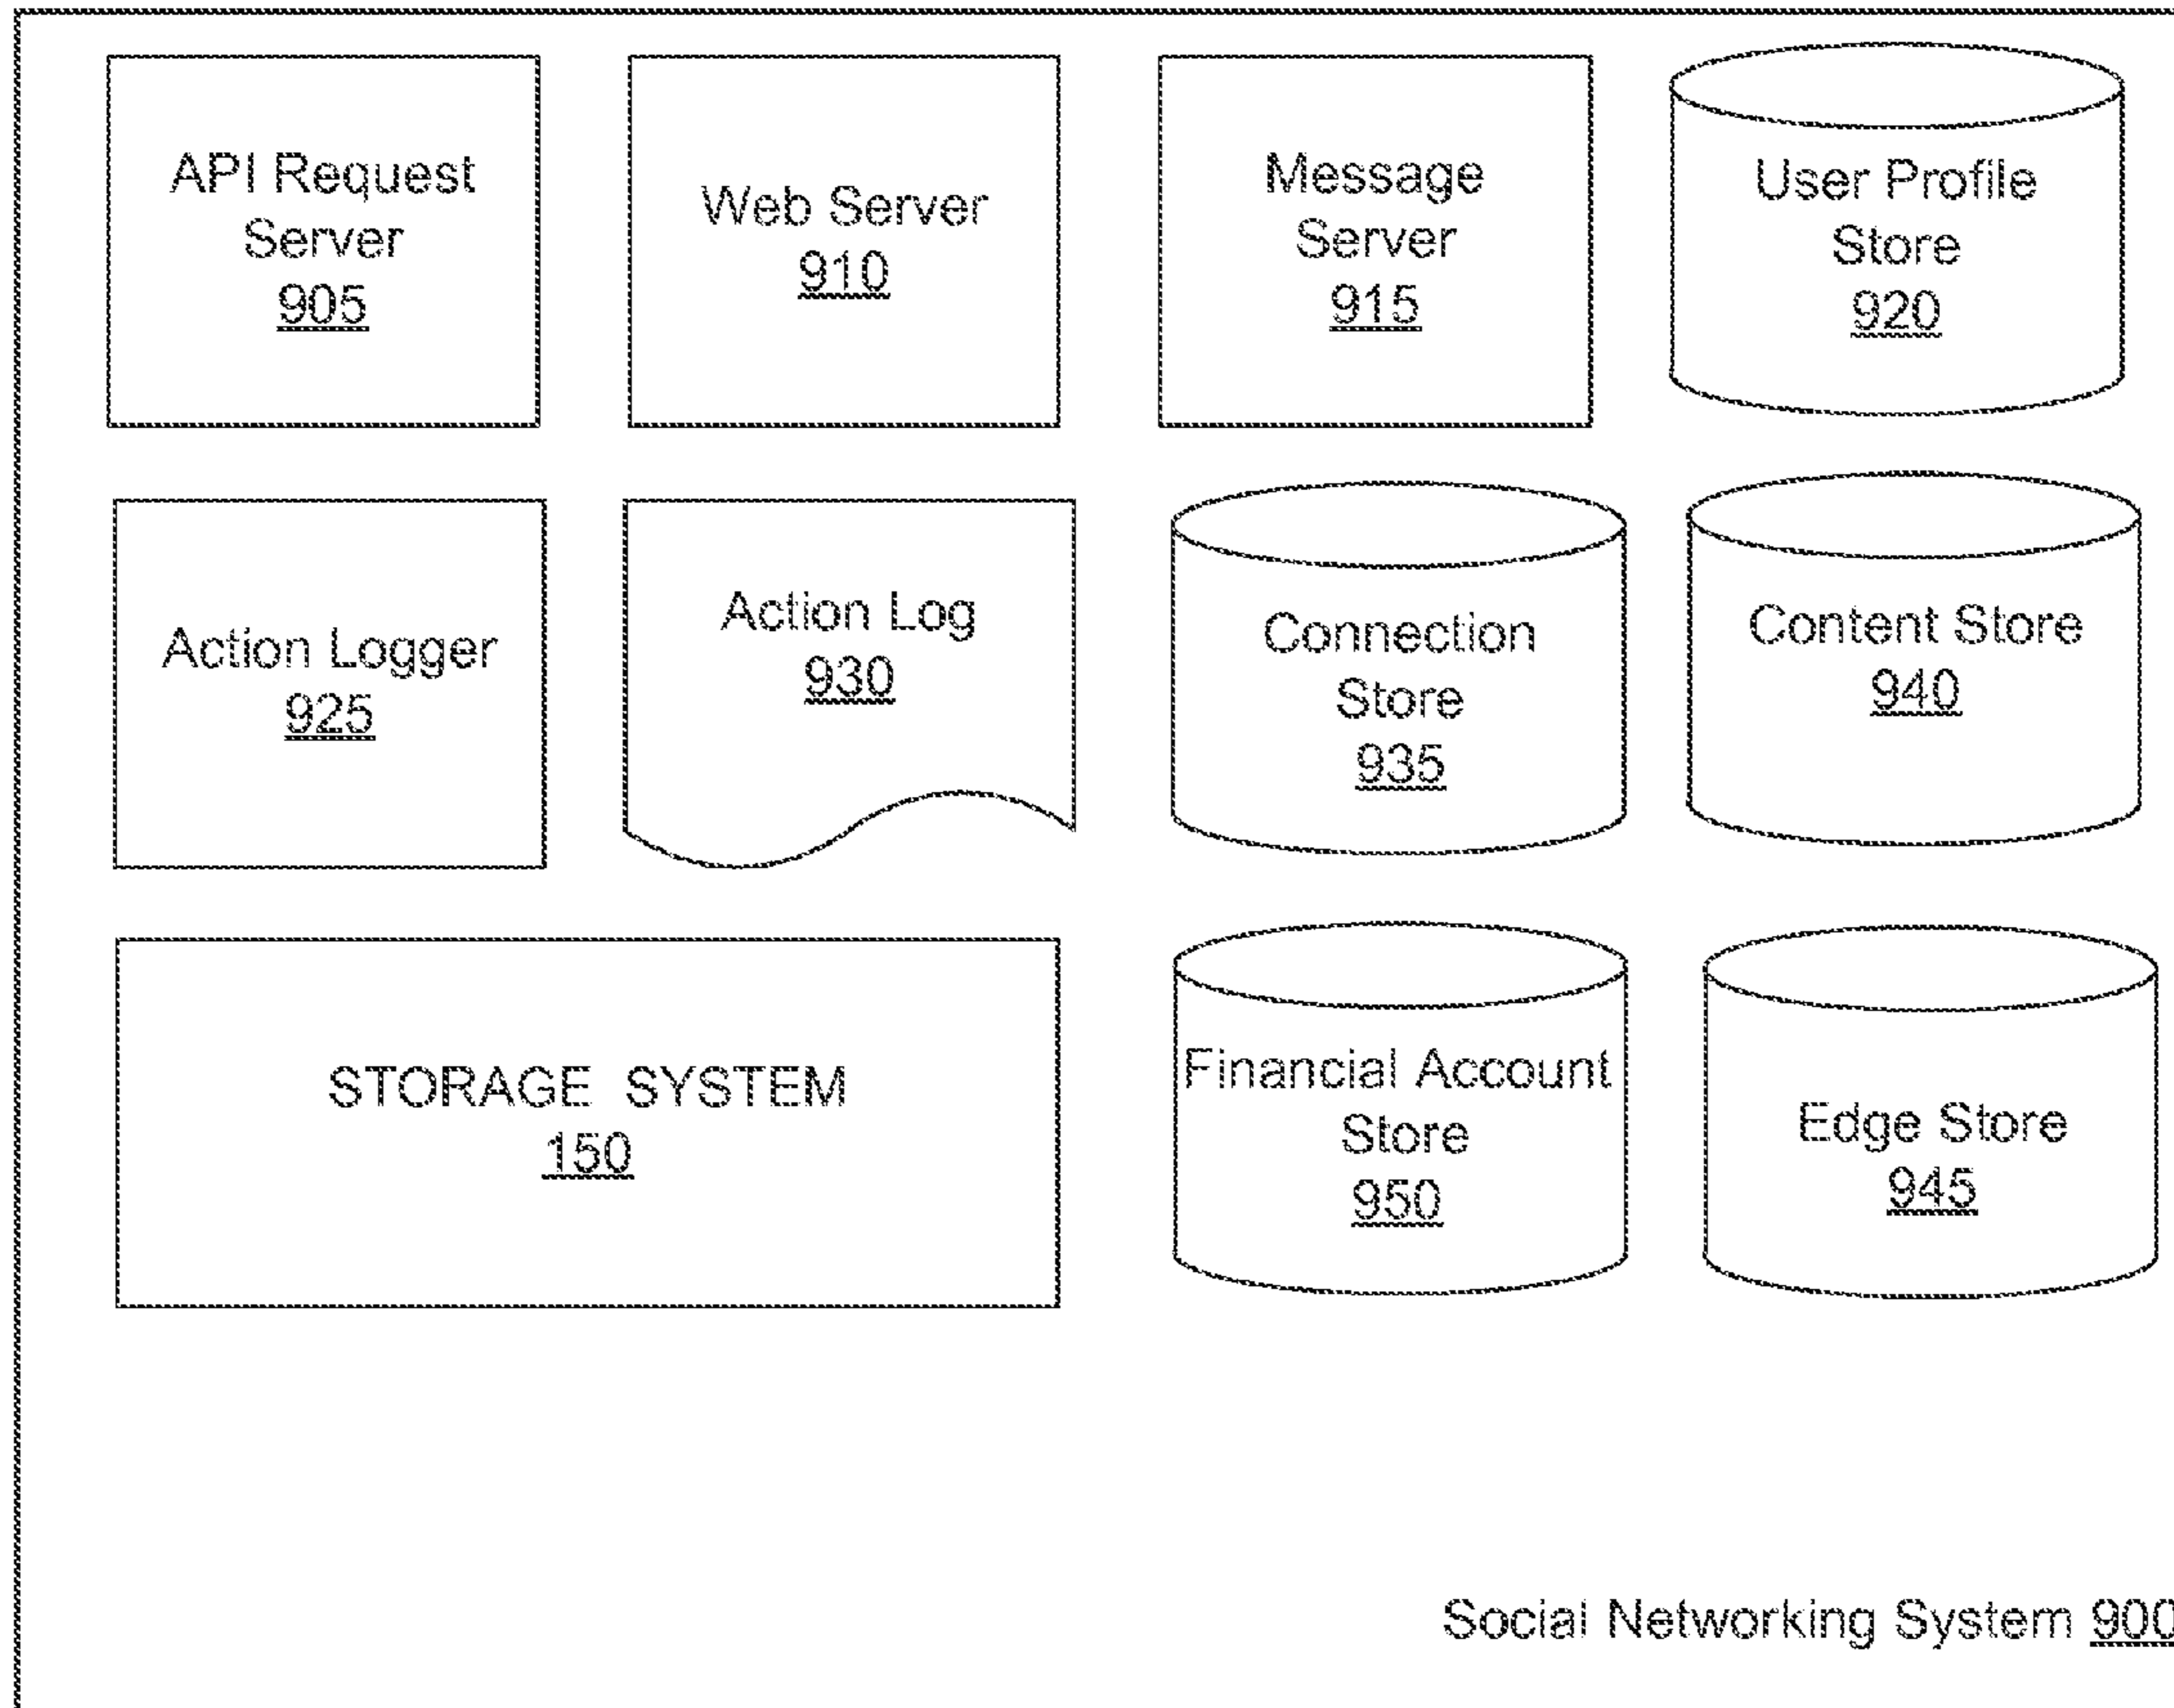 API Request
Server
905
Web Server
910
Message
Server
915
User Profile
Store
920
Action Logger
925
Action Log
930
Connection
Store
935
Content Store
940
STORAGE SYSTEM
150
Financial Account
Store
950
Edge Store
945
Social Networking System 900